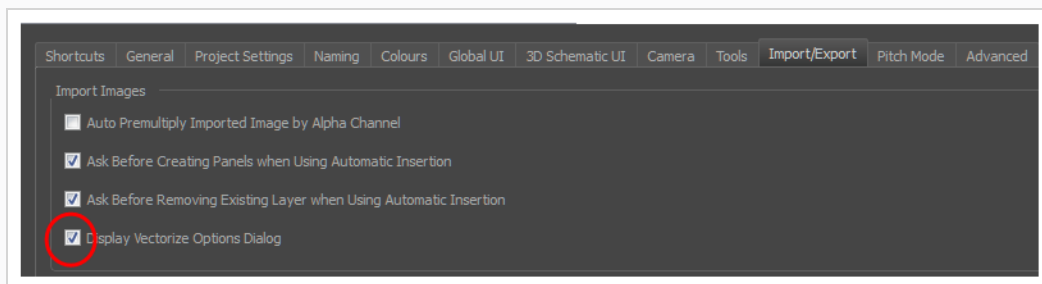 Shortcuts General Project Settings Naming Colours Global UI 3D Schematic UI Camera Tools Import/Export Pitch Mode Advanced
Import Images
Auto Premultiply Imported Image by Alpha Channel
Ask Before Creating Panels when Using Automatic Insertion
Ask Before Removing Existing Layer when Using Automatic Insertion
Display Vectorize Options Dialog